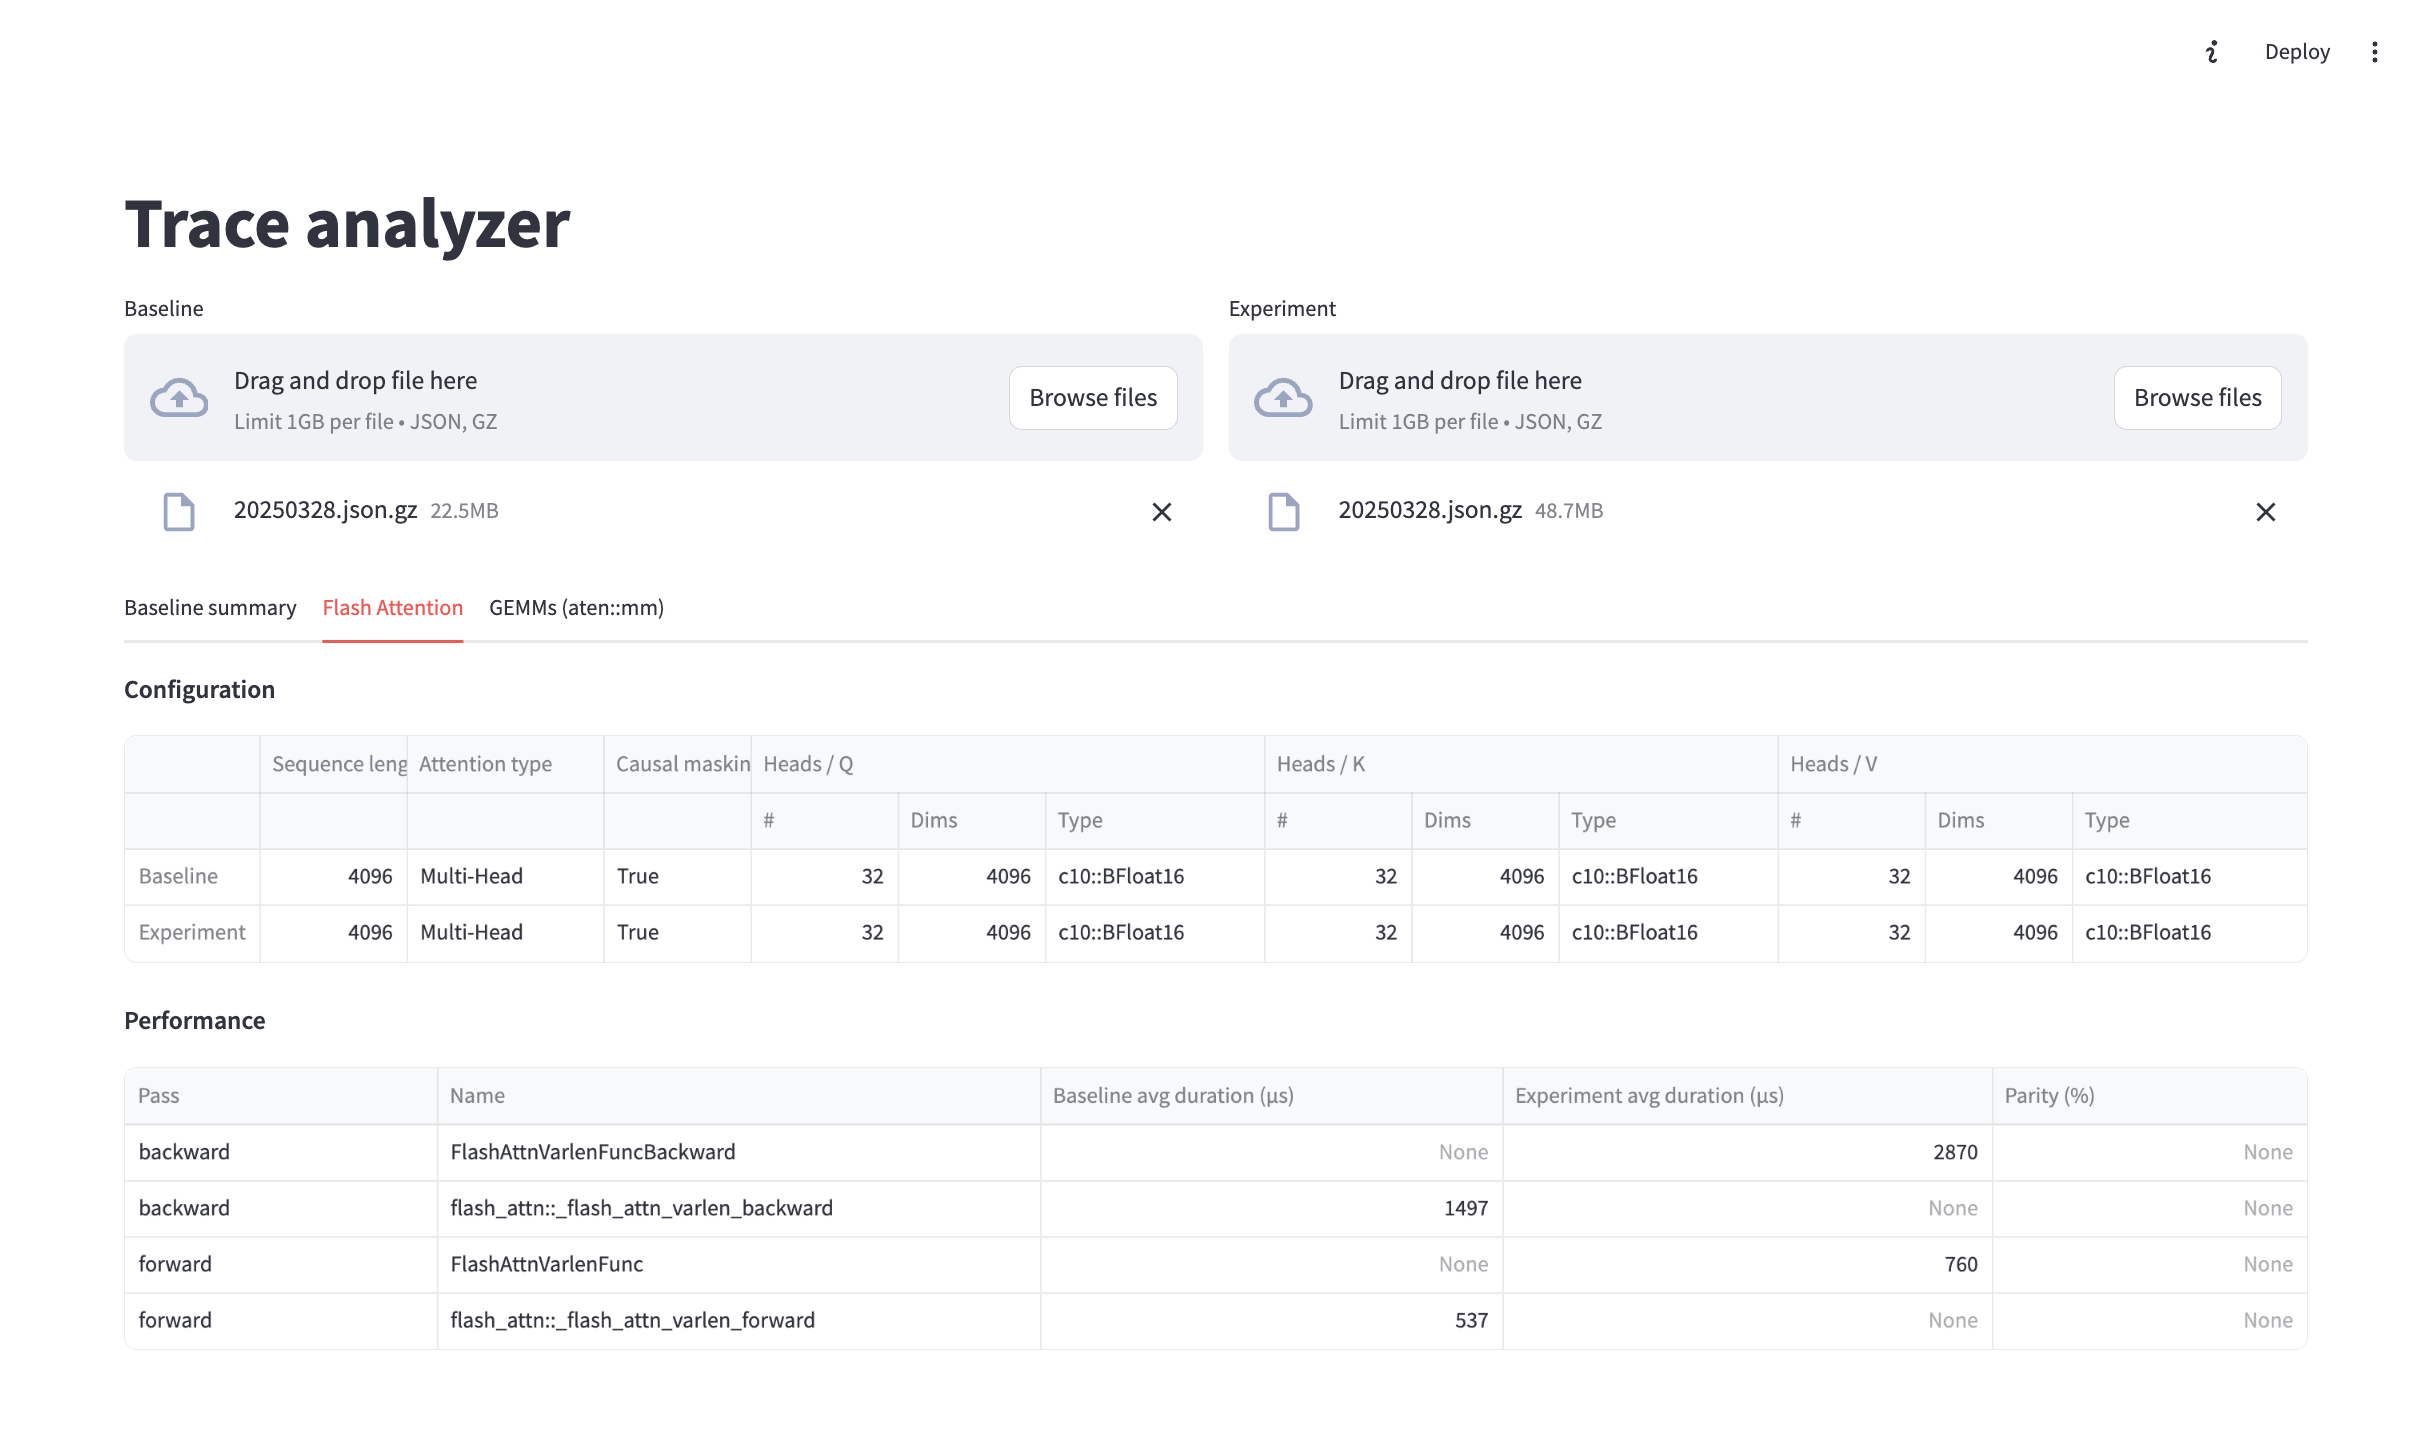 Deploy
Trace analyzer
Baseline
Drag and drop file here
Limit 1GB per file • JSON, GZ
Browse files
20250328.json.gz 22.5MB
Experiment
Drag and drop file here
Limit 1GB per file • JSON, GZ
Browse files
20250328.json.gz 48.7MB
Baseline summary Flash Attention GEMMs (aten::mm)
Configuration
Sequence leng Attention type Causal maskin Heads / Q Heads / K Heads / V
# Dims Type # Dims Type # Dims Type
Baseline 4096 Multi-Head True 32 4096 c10::BFloat16 32 4096 c10::BFloat16 32 4096 c10::BFloat16
Experiment 4096 Multi-Head True 32 4096 c10::BFloat16 32 4096 c10::BFloat16 32 4096 c10::BFloat16
Performance
Pass Name Baseline avg duration (µs) Experiment avg duration (µs) Parity (%)
backward FlashAttnVarlenFuncBackward None 2870 None
backward flash_attn::_flash_attn_varlen_backward 1497 None None
forward FlashAttnVarlenFunc None 760 None
forward flash_attn::_flash_attn_varlen_forward 537 None None